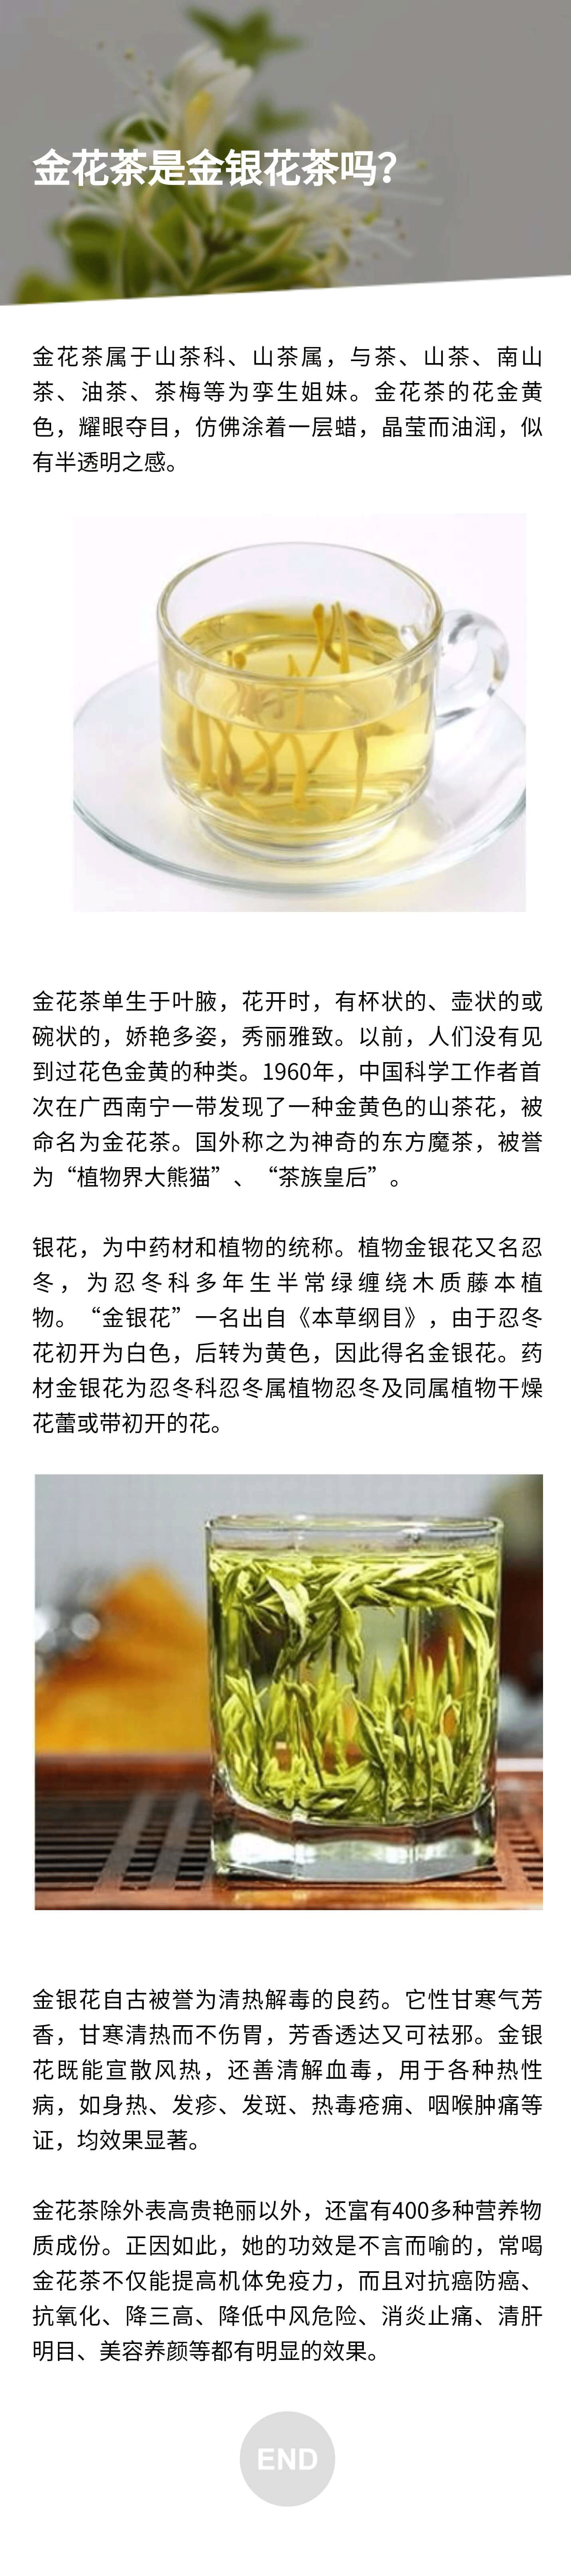 金花茶是金银花茶吗?
金花茶属于山茶科、山茶属，与茶、山茶、南山
茶、油茶、茶梅等为孪生姐妹。金花茶的花金黄
色，耀眼夺目，仿佛涂着一层蜡，晶莹而油润，似
有半透明之感。
金花茶单生于叶腋，花开时，有杯状的、壶状的或
碗状的，娇艳多姿，秀丽雅致。以前，人们没有见
到过花色金黄的种类。1960年，中国科学工作者首
次在广西南宁一带发现了一种金黄色的山茶花，被
命名为金花茶。国外称之为神奇的东方魔茶，被誉
为“植物界大熊猫”、“茶族皇后”。
银花，为中药材和植物的统称。植物金银花又名忍
冬，为忍冬科多年生半常绿缠绕木质藤本植
物。“金银花”一名出自《本草纲目》，由于忍冬
花初开为白色，后转为黄色，因此得名金银花。药
材金银花为忍冬科忍冬属植物忍冬及同属植物干燥
花蕾或带初开的花。
金银花自古被誉为清热解毒的良药。它性甘寒气芳
香，甘寒清热而不伤胃，芳香透达又可祛邪。金银
花既能宣散风热，还善清解血毒，用于各种热性
病，如身热、发疹、发斑、热毒疮痈、咽喉肿痛等
证，均效果显著。
金花茶除外表高贵艳丽以外，还富有400多种营养物
质成份。正因如此，她的功效是不言而喻的，常喝
金花茶不仅能提高机体免疫力，而且对抗癌防癌、
抗氧化、降三高、降低中风危险、消炎止痛、清肝
明目、美容养颜等都有明显的效果。
END